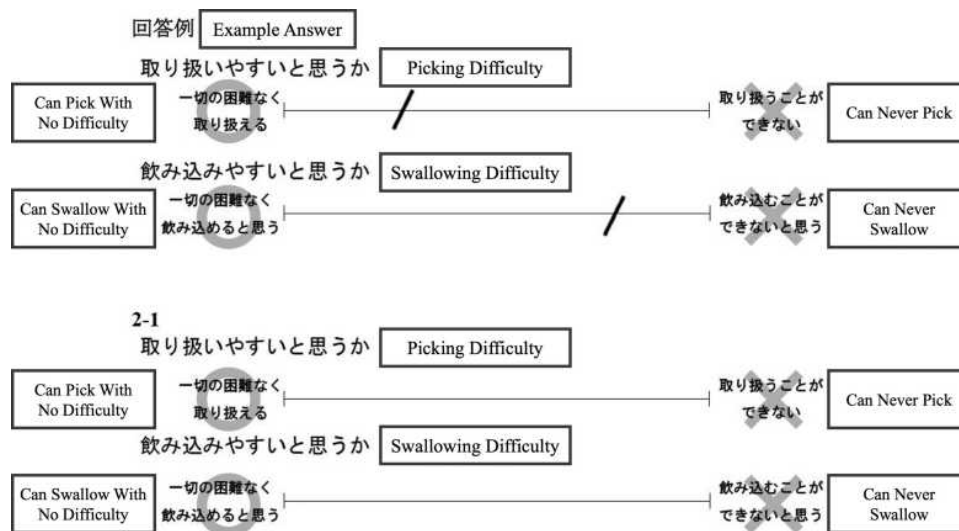 回答例 Example Answer
取り扱いやすいと思うか Picking Difficulty
Can Pick With
No Difficulty
一切の困難なく
取り扱える
取り扱うことが
できない
Can Never Pick
飲み込みやすいと思うか Swallowing Difficulty
Can Swallow With
No Difficulty
一切の困難なく
飲み込めると思う
飲み込むことが
できないと思う
Can Never
Swallow
2-1
取り扱いやすいと思うか Picking Difficulty
Can Pick With
No Difficulty
一切の困難なく
取り扱える
取り扱うことが
できない
Can Never Pick
飲み込みやすいと思うか Swallowing Difficulty
Can Swallow With
No Difficulty
一切の困難なく
飲み込めると思う
飲み込むことが
できないと思う
Can Never
Swallow